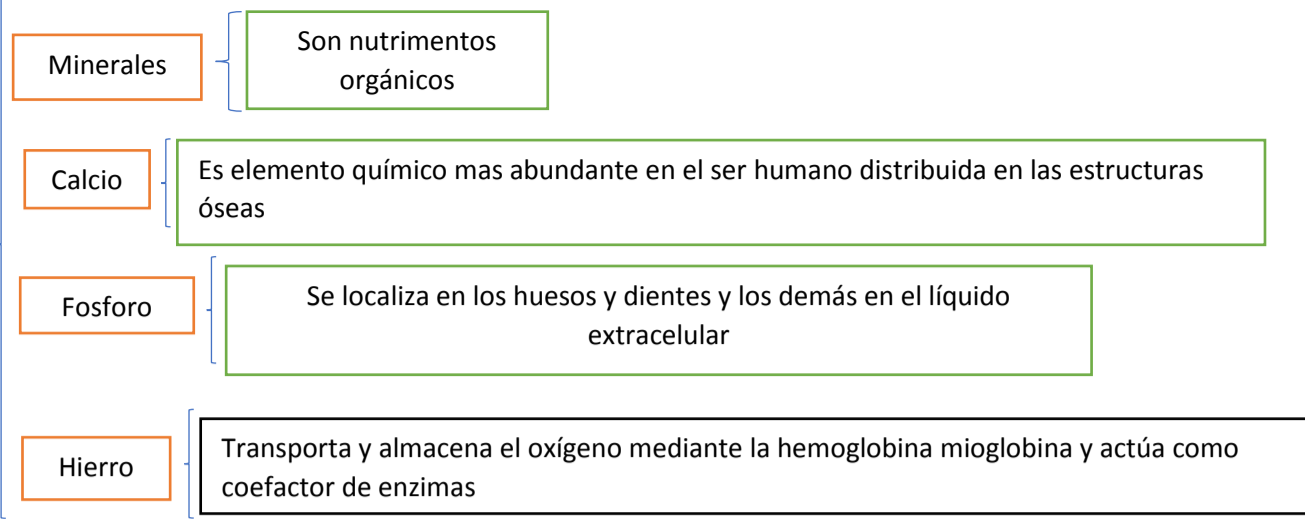 Minerales
Son nutrimentos
orgánicos
Calcio
Es elemento químico mas abundante en el ser humano distribuida en las estructuras
óseas
Fosforo
Se localiza en los huesos y dientes y los demás en el líquido
extracelular
Hierro
Transporta y almacena el oxígeno mediante la hemoglobina mioglobina y actúa como
coefactor de enzimas